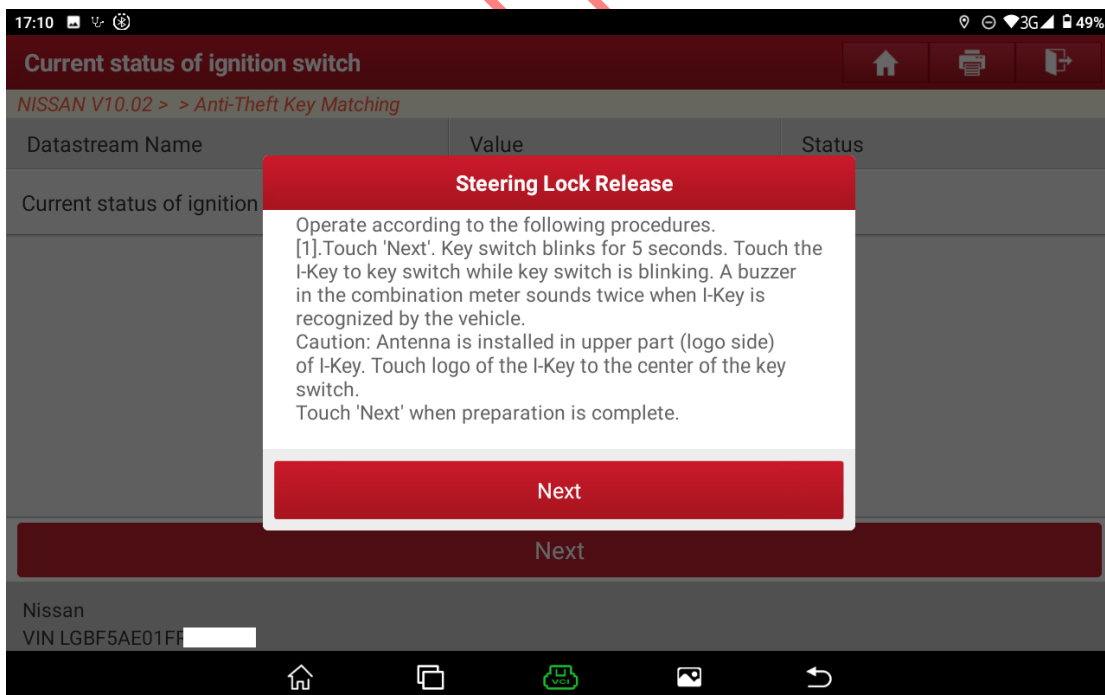 17:10 3G 49%
Current status of ignition switch
NISSAN V10.02 > > Anti-Theft Key Matching
Datastream Name Value Status
Current status of ignition
Steering Lock Release
Operate according to the following procedures.
[1].Touch 'Next'. Key switch blinks for 5 seconds. Touch the
I-Key to key switch while key switch is blinking. A buzzer
in the combination meter sounds twice when I-Key is
recognized by the vehicle.
Caution: Antenna is installed in upper part (logo side)
of I-Key. Touch logo of the I-Key to the center of the key
switch.
Touch 'Next' when preparation is complete.
Next
Next
Nissan
VIN LGBF5AE01F
VCI